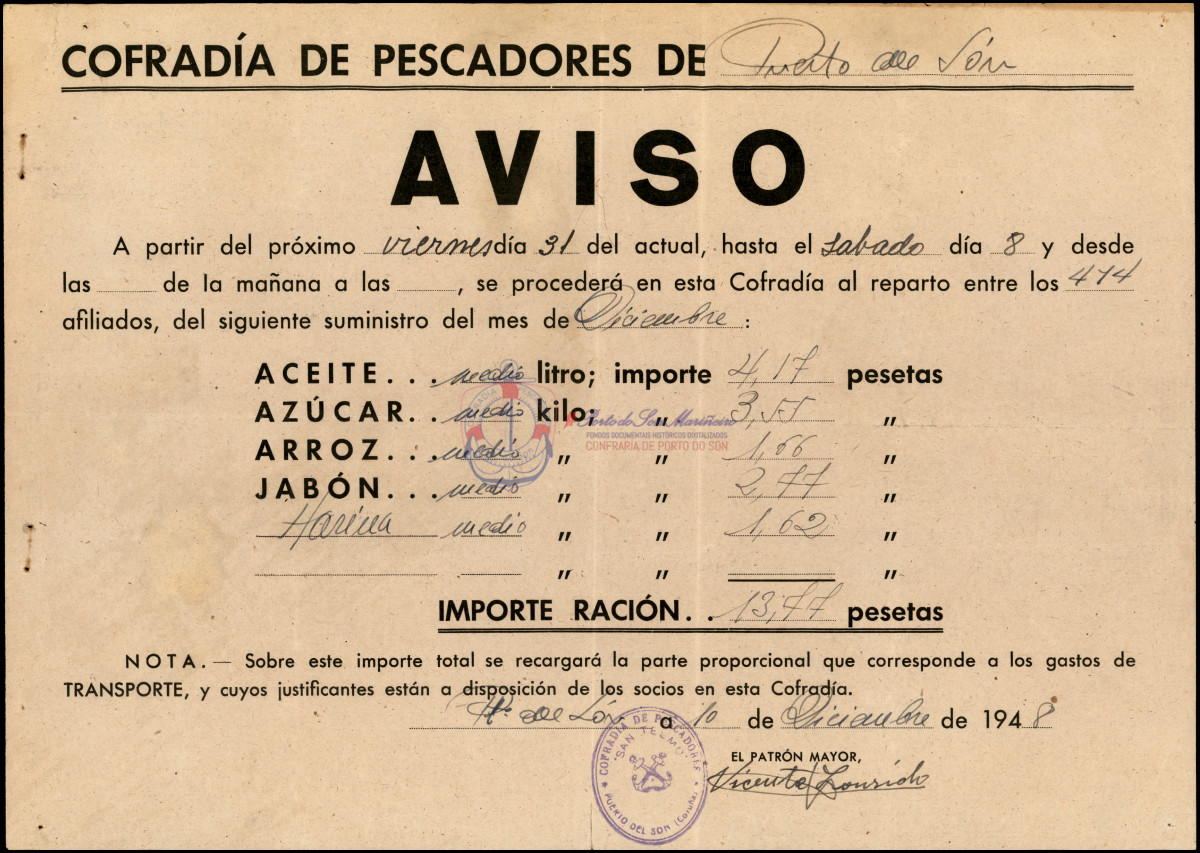 COFRADÍA DE PESCADORES DE Puerto de Són
AVISO
A partir del próximo viernes día 31 del actual, hasta el sabado día 8 y desde
las de la mañana a las , se procederá en esta Cofradía al reparto entre los 474
afiliados, del siguiente suministro del mes de Diciembre :
ACEITE. . . medio litro; importe 4,17 pesetas
AZÚCAR. . medio kilo; „ 3,55 „
ARROZ. . . medio „ „ 1,66 „
JABÓN. . . medio „ „ 2,77 „
Harina medio „ „ 1,62 „
„ „ „
IMPORTE RACIÓN. . 13,77 pesetas
Porto do Son Mariñeiro
FONDOS DOCUMENTAIS HISTÓRICOS DIXITALIZADOS
CONFRARÍA DE PORTO DO SON
NOTA.— Sobre este importe total se recargará la parte proporcional que corresponde a los gastos de
TRANSPORTE, y cuyos justificantes están a disposición de los socios en esta Cofradía.
Pº de Són a 10 de Diciembre de 1948
EL PATRÓN MAYOR,
Vicente Lourido
COFRADÍA DE PESCADORES
"SAN TELMO"
PUERTO DEL SON (Coruña)